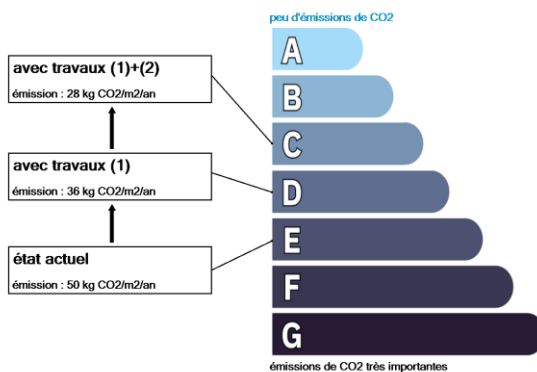 peu d'émissions de CO2
A
avec travaux (1)+(2)
émission : 28 kg CO2/m2/an
B
C
avec travaux (1)
émission : 36 kg CO2/m2/an
D
E
état actuel
émission : 50 kg CO2/m2/an
F
G
émissions de CO2 très importantes